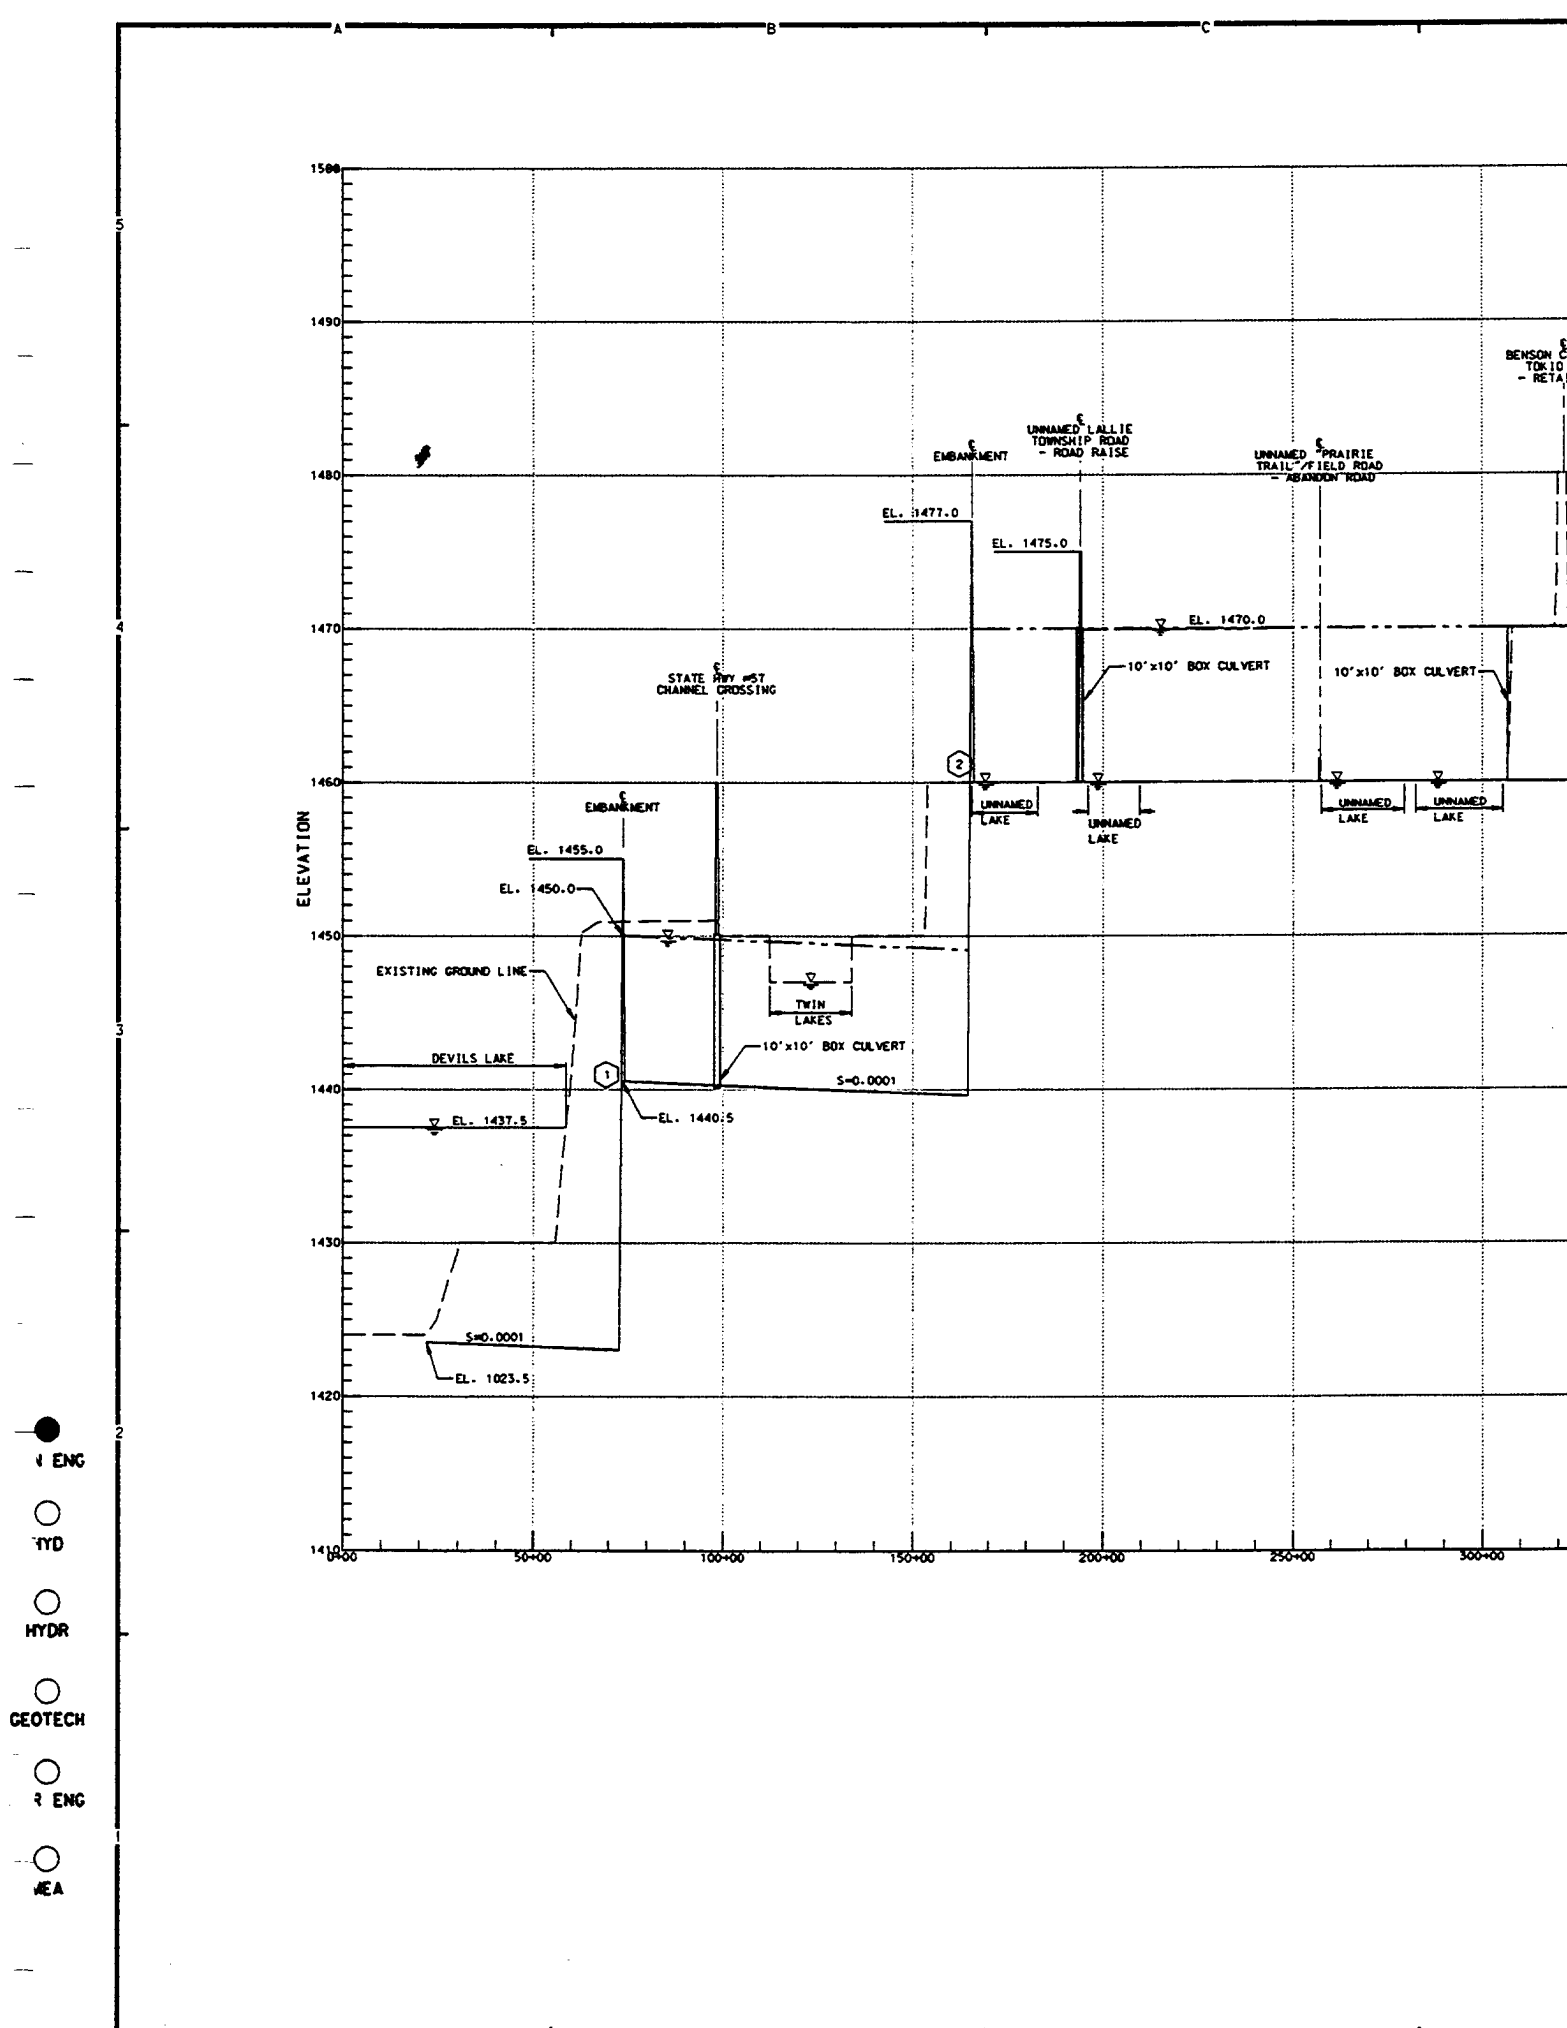 A
B
C
5
4
3
2
1
1500
1490
1480
1470
1460
1450
1440
1430
1420
1410
ELEVATION
BENSON
TOKIO
- RETA
℄
UNNAMED LALLIE
TOWNSHIP ROAD
- ROAD RAISE
℄
EMBANKMENT
℄
UNNAMED "PRAIRIE
TRAIL"/FIELD ROAD
- ABANDON ROAD
EL. 1477.0
EL. 1475.0
EL. 1470.0
10'x10' BOX CULVERT
10'x10' BOX CULVERT
℄
STATE HWY #57
CHANNEL CROSSING
2
UNNAMED
LAKE
UNNAMED
LAKE
UNNAMED
LAKE
UNNAMED
LAKE
℄
EMBANKMENT
EL. 1455.0
EL. 1450.0
EXISTING GROUND LINE
TWIN
LAKES
10'x10' BOX CULVERT
DEVILS LAKE
1
S=0.0001
EL. 1437.5
EL. 1440.5
S=0.0001
EL. 1023.5
0+00
50+00
100+00
150+00
200+00
250+00
300+00
ENG
HYD
HYDR
GEOTECH
R ENG
MEA